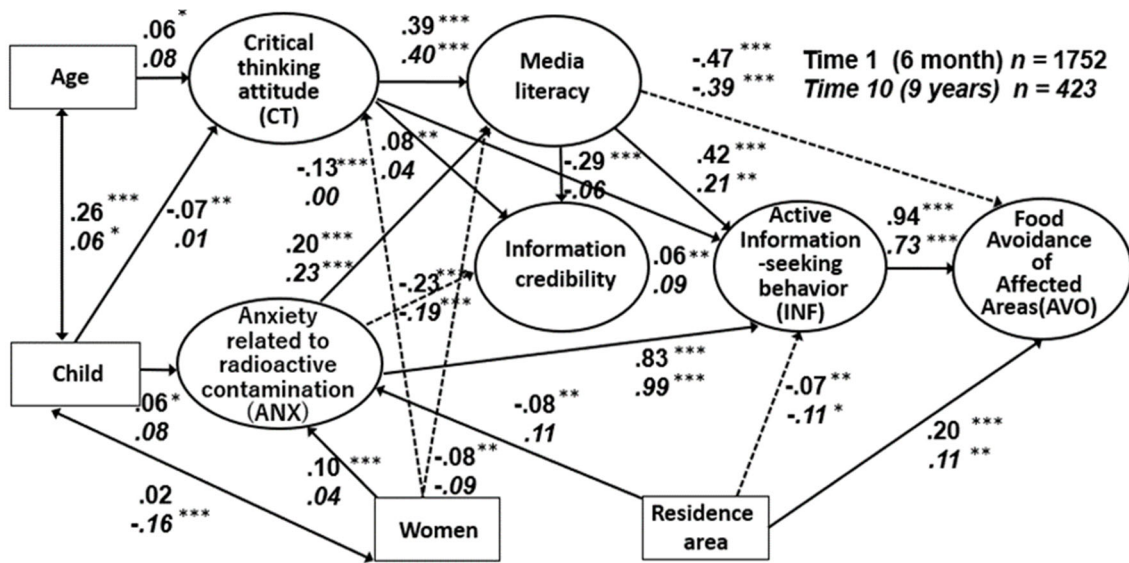 .06 *
.08
Age
Critical
thinking
attitude
(CT)
.39 ***
.40 ***
Media
literacy
-.47 ***
-.39 ***
Time 1 (6 month) n = 1752
Time 10 (9 years) n = 423
.08 **
.04
-.13 ***
.00
-.29 ***
-.06
.42 ***
.21 **
.26 ***
.06 *
-.07 **
.01
.20 ***
.23 ***
Information
credibility
.06 **
.09
Active
Information
-seeking
behavior
(INF)
.94 ***
.73 ***
Food
Avoidance
of
Affected
Areas(AVO)
-.23 ***
-.19 ***
Child
Anxiety
related to
radioactive
contamination
(ANX)
.83 ***
.99 ***
.06 *
.08
-.08 **
.11
-.07 **
-.11 *
.20 ***
.11 **
.10 ***
.04
-.08 **
-.09
.02
-.16 ***
Women
Residence
area